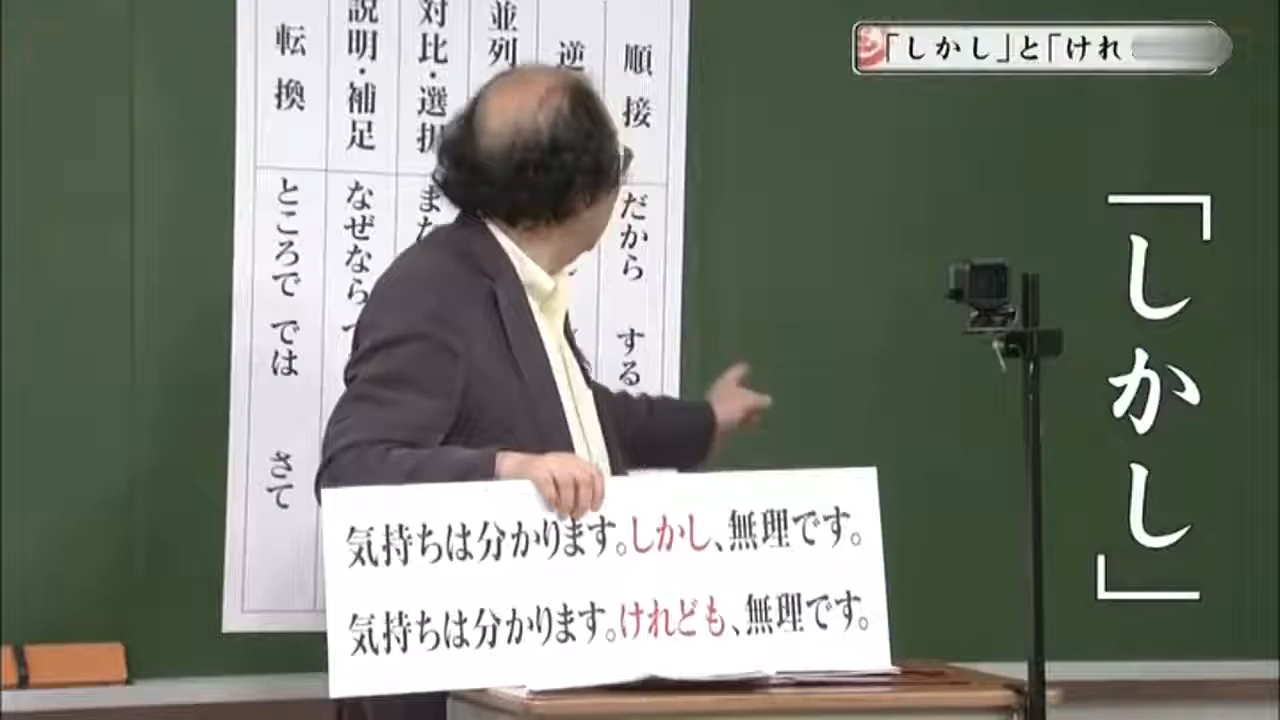 「しかし」と「けれ
「しかし」
順接 だから する
逆
並列
対比・選択 また
説明・補足 なぜなら
転換 ところで では さて
気持ちは分かります。しかし、無理です。
気持ちは分かります。けれども、無理です。